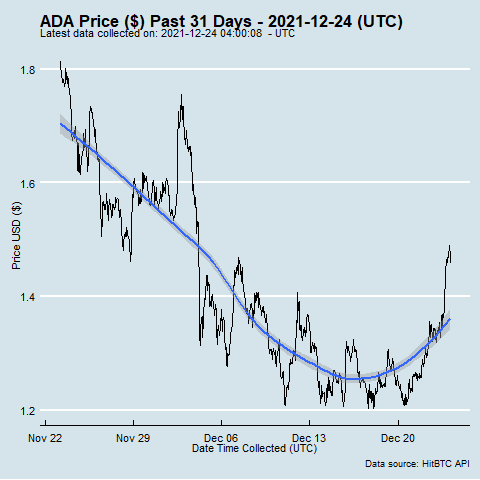 ADA Price ($) Past 31 Days - 2021-12-24 (UTC)
Latest data collected on: 2021-12-24 04:00:08  - UTC
1.8
1.6
1.4
1.2
Price USD ($)
Nov 22 Nov 29 Dec 06 Dec 13 Dec 20
Date Time Collected (UTC)
Data source: HitBTC API